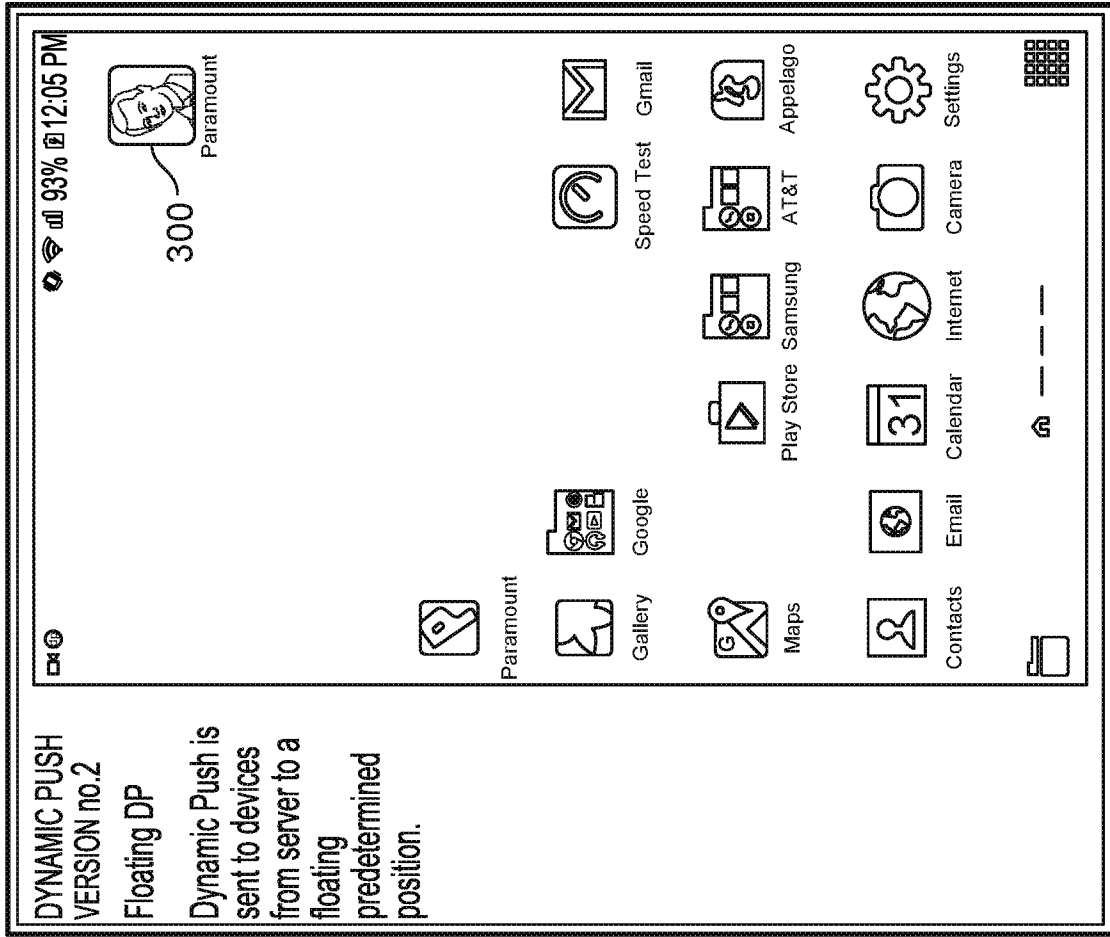 DYNAMIC PUSH
VERSION no.2
Floating DP
Dynamic Push is
sent to devices
from server to a
floating
predetermined
position.
93% 12:05 PM
300
Paramount
Paramount
Gallery
Google
Speed Test
Gmail
G
Maps
Play Store
Samsung
AT&T
Appelago
31
Contacts
Email
Calendar
Internet
Camera
Settings